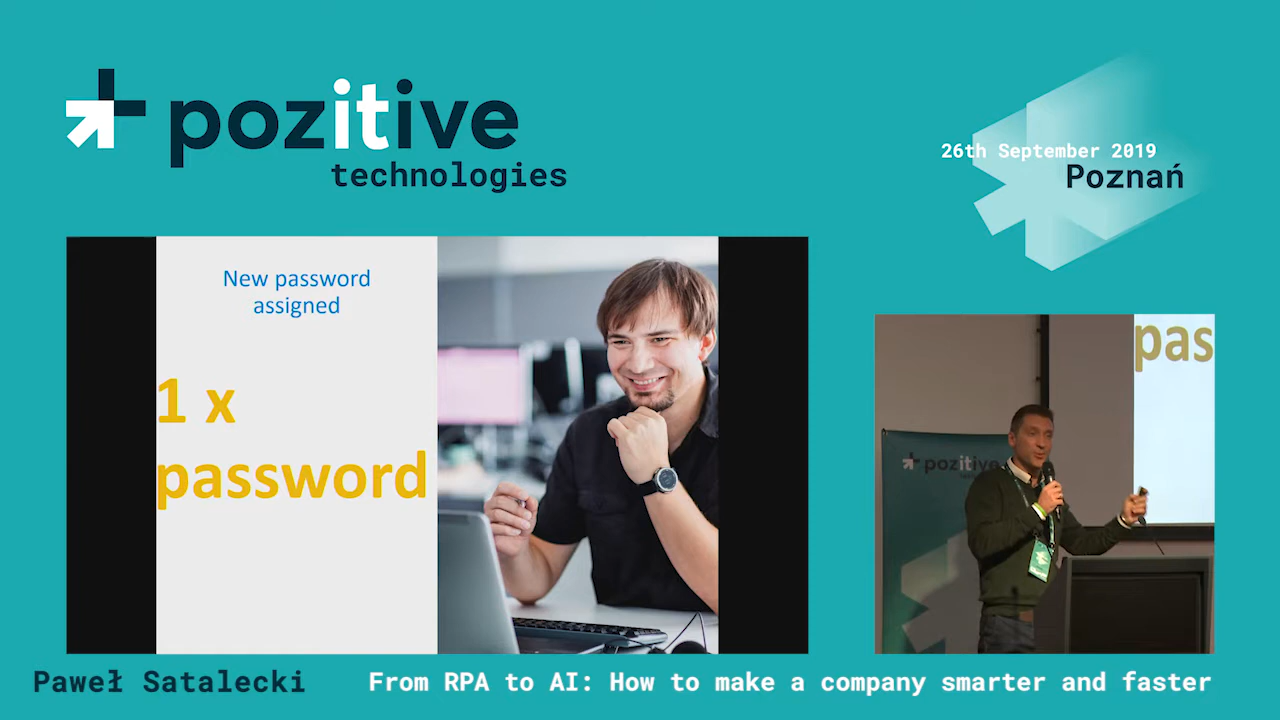 pozitive
technologies
26th September 2019
Poznań
New password
assigned
1 x
password
pas
pozitive
Paweł Satalecki
From RPA to AI: How to make a company smarter and faster